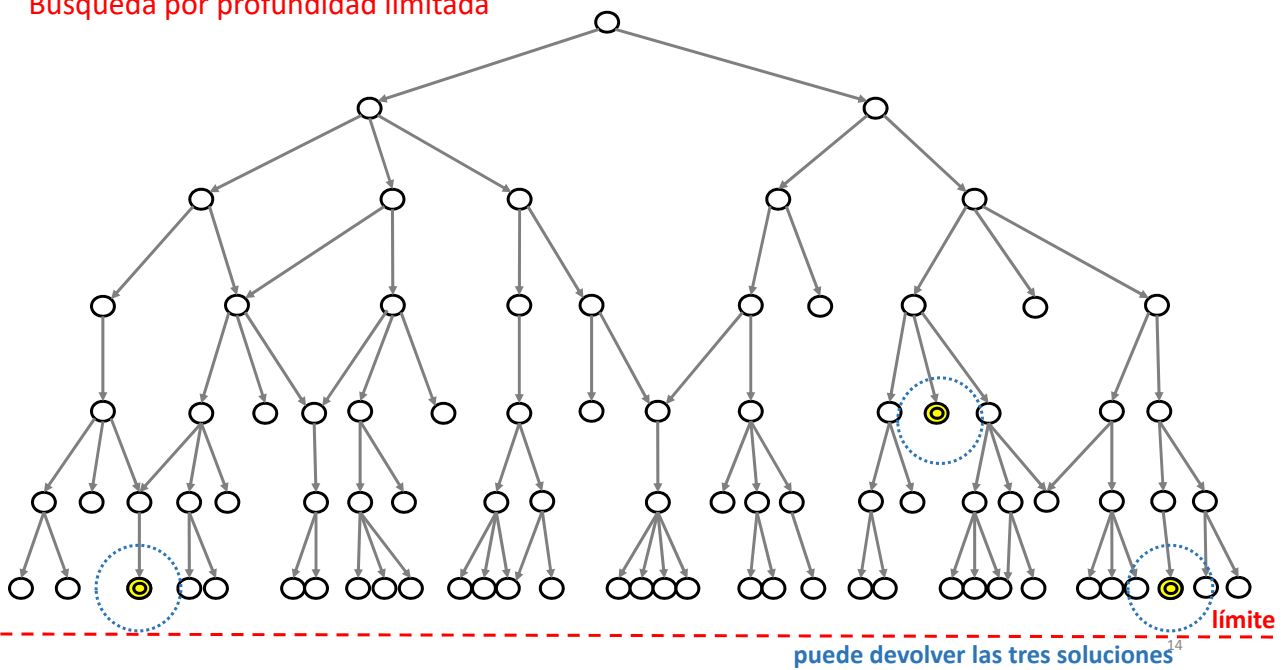 Búsqueda por profundidad limitada
límite
14
puede devolver las tres soluciones